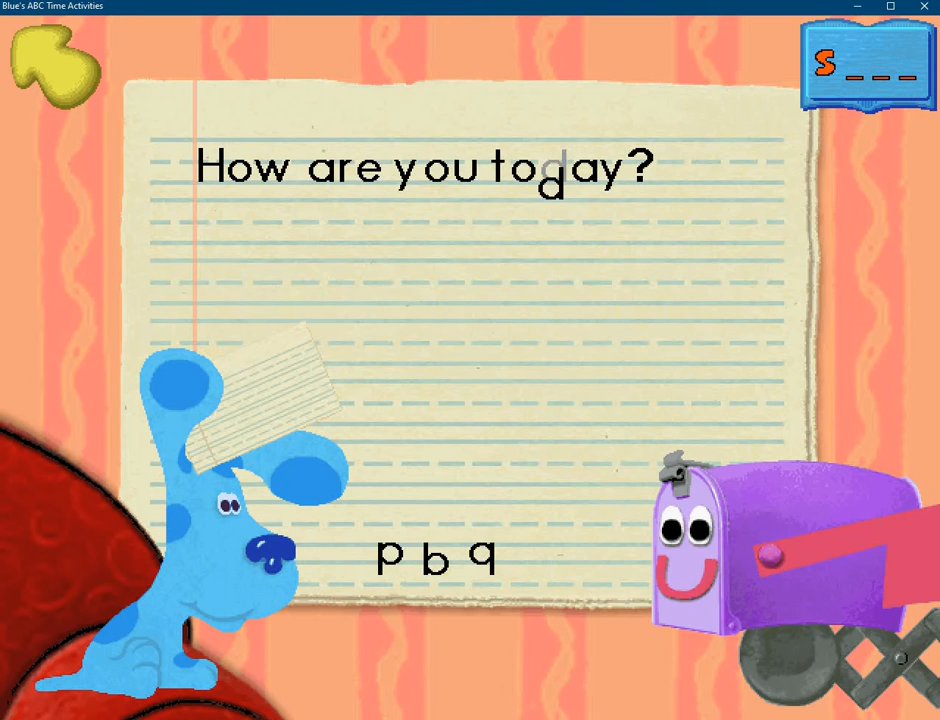 Blue's ABC Time Activities
S _ _ _
How are you today?
d
p b q